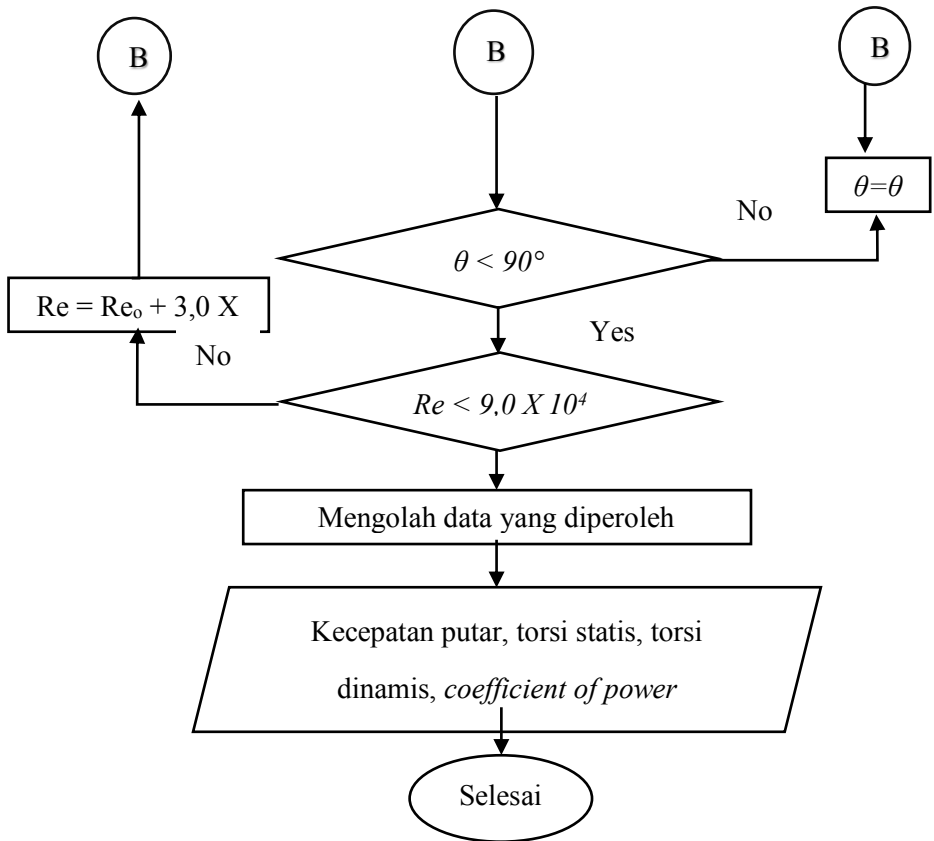 B
B
B
θ=θ
No
θ < 90°
Re = Reₒ + 3,0 X
Yes
No
Re < 9,0 X 10⁴
Mengolah data yang diperoleh
Kecepatan putar, torsi statis, torsi
dinamis, coefficient of power
Selesai